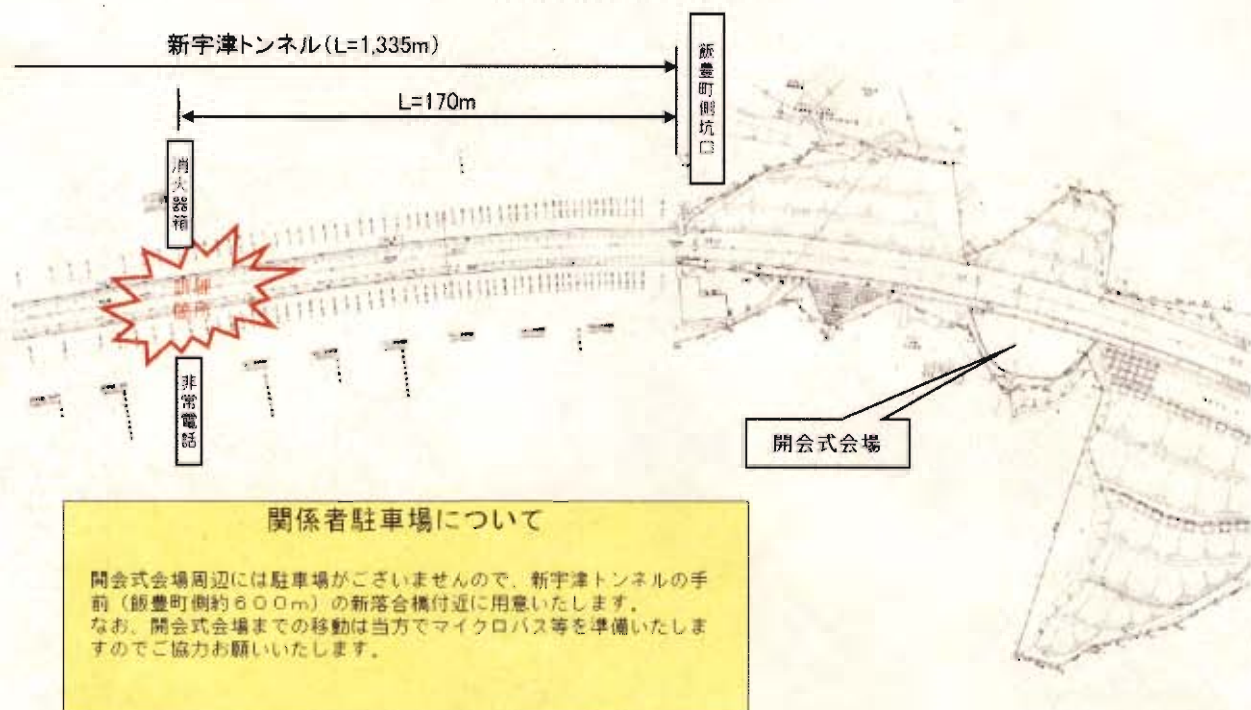 新宇津トンネル(L=1,335m)
L=170m
飯豊町側坑口
消火器箱
訓練
箇所
非常電話
開会式会場
関係者駐車場について
開会式会場周辺には駐車場がございませんので、新宇津トンネルの手
前（飯豊町側約６００ｍ）の新落合橋付近に用意いたします。
なお、開会式会場までの移動は当方でマイクロバス等を準備いたしま
すのでご協力お願いいたします。